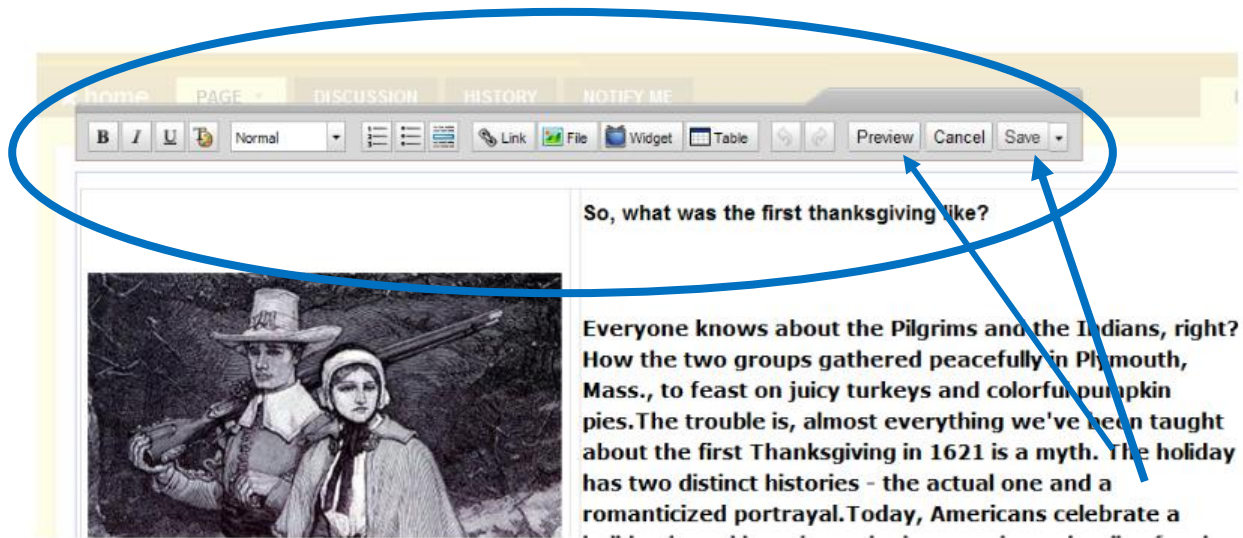 home PAGE DISCUSSION HISTORY NOTIFY ME
B I U Normal Link File Widget Table Preview Cancel Save
So, what was the first thanksgiving like?
Everyone knows about the Pilgrims and the Indians, right?
How the two groups gathered peacefully in Plymouth,
Mass., to feast on juicy turkeys and colorful pumpkin
pies.The trouble is, almost everything we've been taught
about the first Thanksgiving in 1621 is a myth. The holiday
has two distinct histories - the actual one and a
romanticized portrayal.Today, Americans celebrate a